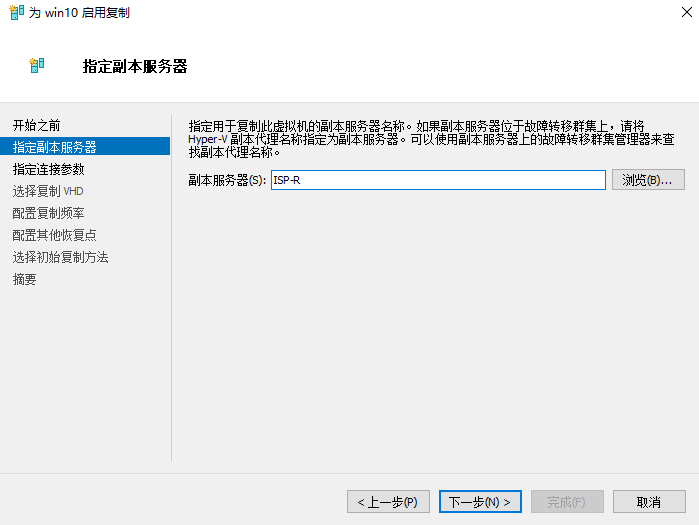 为 win10 启用复制
指定副本服务器
开始之前
指定副本服务器
指定连接参数
选择复制 VHD
配置复制频率
配置其他恢复点
选择初始复制方法
摘要
指定用于复制此虚拟机的副本服务器名称。如果副本服务器位于故障转移群集上，请将
Hyper-V 副本代理名称指定为副本服务器。可以使用副本服务器上的故障转移群集管理器来查
找副本代理名称。
副本服务器(S): ISP-R 浏览(B)...
< 上一步(P) 下一步(N) > 完成(F) 取消